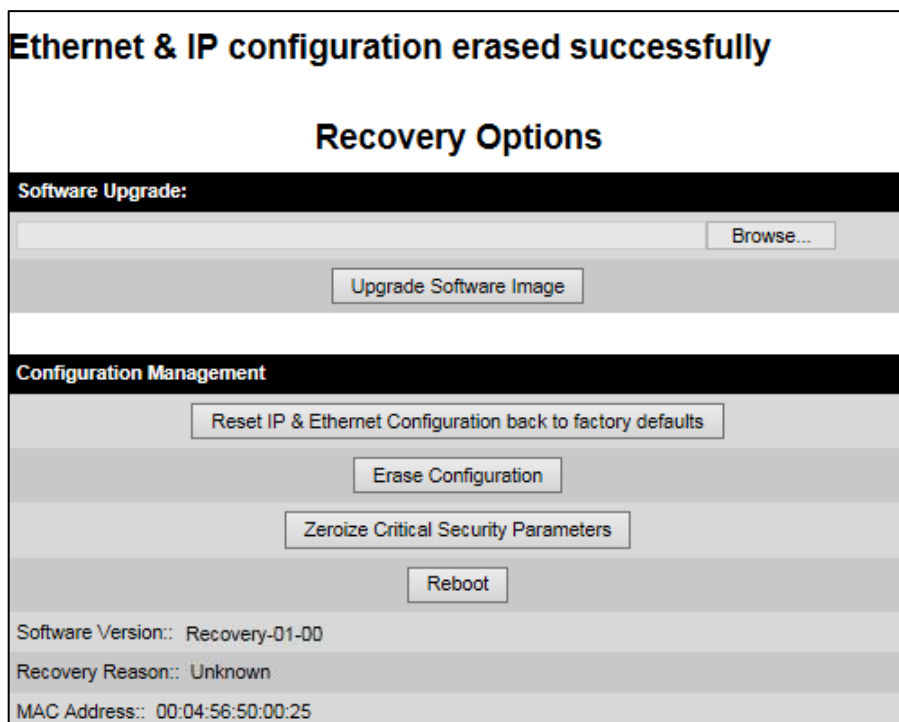 Ethernet & IP configuration erased successfully
Recovery Options
Software Upgrade:
Browse...
Upgrade Software Image
Configuration Management
Reset IP & Ethernet Configuration back to factory defaults
Erase Configuration
Zeroize Critical Security Parameters
Reboot
Software Version:: Recovery-01-00
Recovery Reason:: Unknown
MAC Address:: 00:04:56:50:00:25